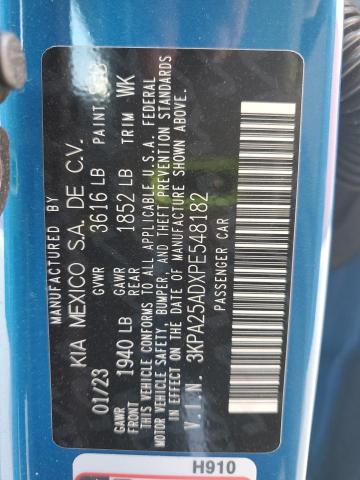 MANUFACTURED BY
KIA MEXICO S.A. DE C.V.
01/23 GVWR 3616 LB PAINT
GAWR FRONT 1940 LB GAWR REAR 1852 LB TRIM WK
THIS VEHICLE CONFORMS TO ALL APPLICABLE U.S.A. FEDERAL
MOTOR VEHICLE SAFETY, BUMPER, AND THEFT PREVENTION STANDARDS
IN EFFECT ON THE DATE OF MANUFACTURE SHOWN ABOVE.
V.I.N. 3KPA25ADXPE548182
PASSENGER CAR
H910